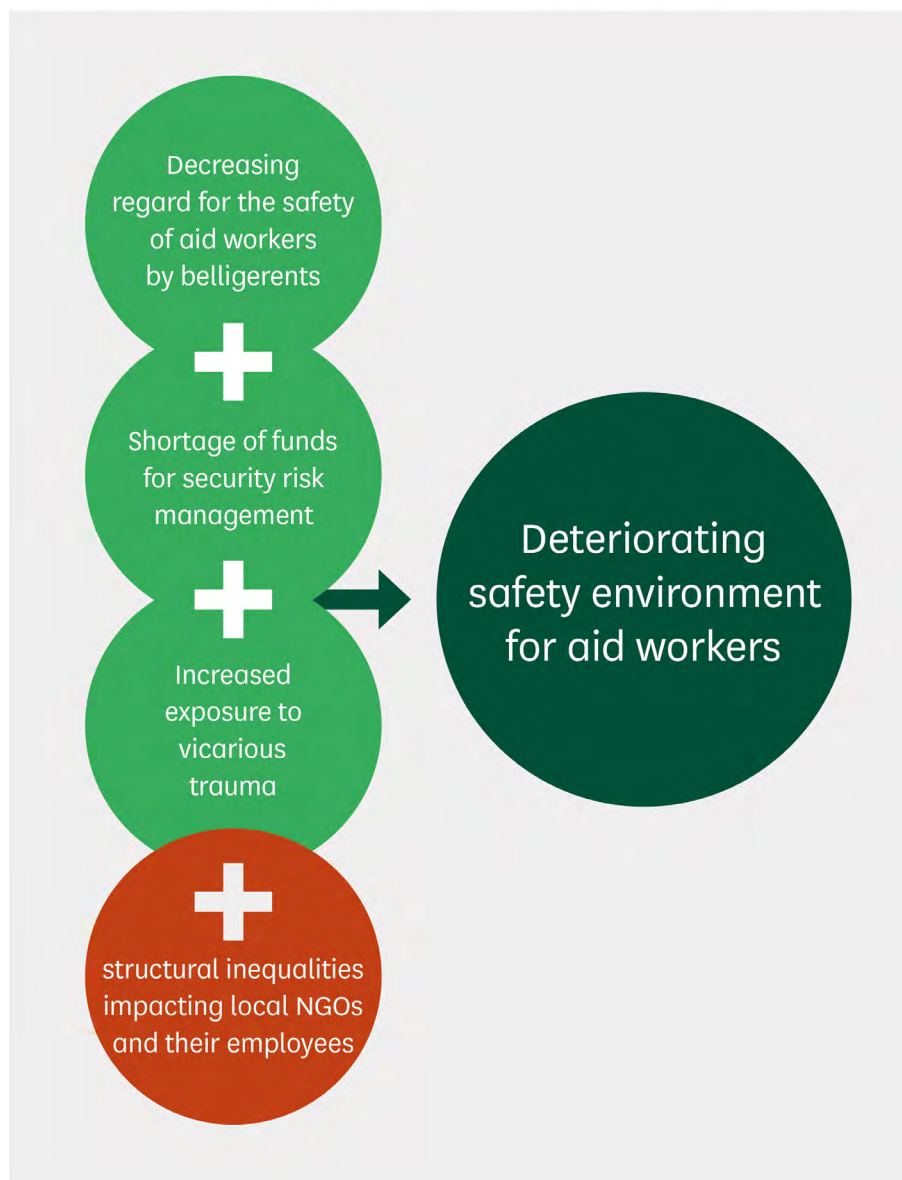 Decreasing
regard for the safety
of aid workers
by belligerents
Shortage of funds
for security risk
management
Increased
exposure to
vicarious
trauma
structural inequalities
impacting local NGOs
and their employees
Deteriorating
safety environment
for aid workers